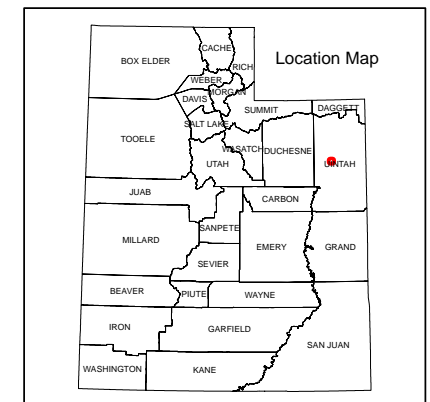 Location Map
CACHE
BOX ELDER
RICH
WEBER
MORGAN
DAVIS
SUMMIT
DAGGETT
SALT LAKE
TOOELE
WASATCH
DUCHESNE
UTAH
UINTAH
JUAB
CARBON
SANPETE
MILLARD
EMERY
GRAND
SEVIER
BEAVER
PIUTE
WAYNE
IRON
GARFIELD
SAN JUAN
WASHINGTON
KANE